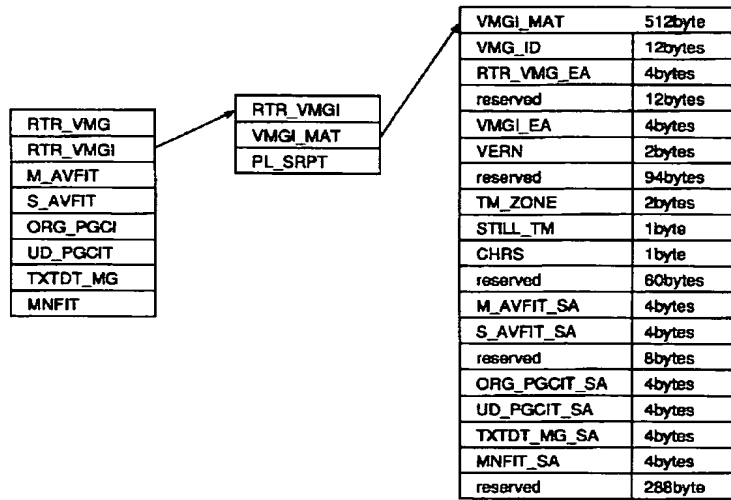 RTR_VMG
RTR_VMGI
M_AVFIT
S_AVFIT
ORG_PGCI
UD_PGCIT
TXTDT_MG
MNFIT
RTR_VMGI
VMGI_MAT
PL_SRPT
VMGI_MAT 512byte
VMG_ID 12bytes
RTR_VMG_EA 4bytes
reserved 12bytes
VMGI_EA 4bytes
VERN 2bytes
reserved 94bytes
TM_ZONE 2bytes
STILL_TM 1byte
CHRS 1byte
reserved 60bytes
M_AVFIT_SA 4bytes
S_AVFIT_SA 4bytes
reserved 8bytes
ORG_PGCIT_SA 4bytes
UD_PGCIT_SA 4bytes
TXTDT_MG_SA 4bytes
MNFIT_SA 4bytes
reserved 288byte